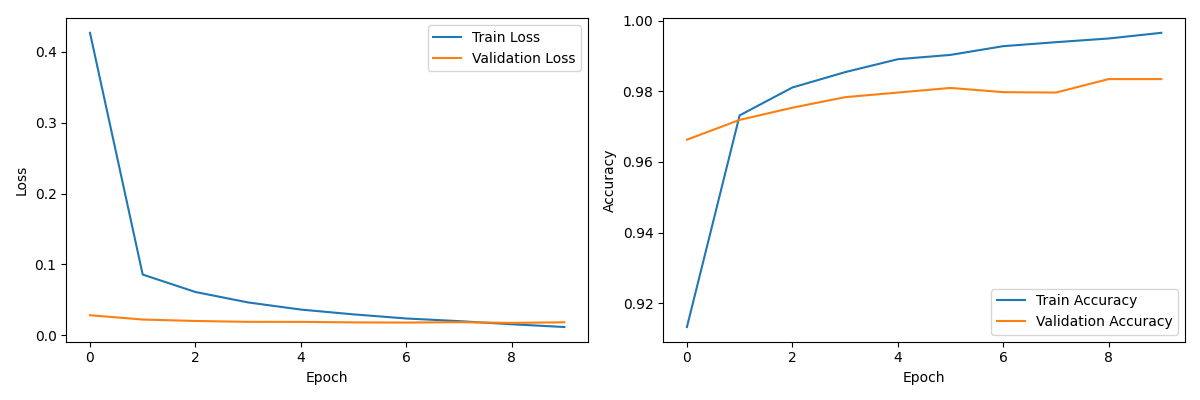 Train Loss
Validation Loss
0.4
0.3
0.2
0.1
0.0
Loss
0 2 4 6 8
Epoch
1.00
0.98
0.96
0.94
0.92
Accuracy
Train Accuracy
Validation Accuracy
0 2 4 6 8
Epoch